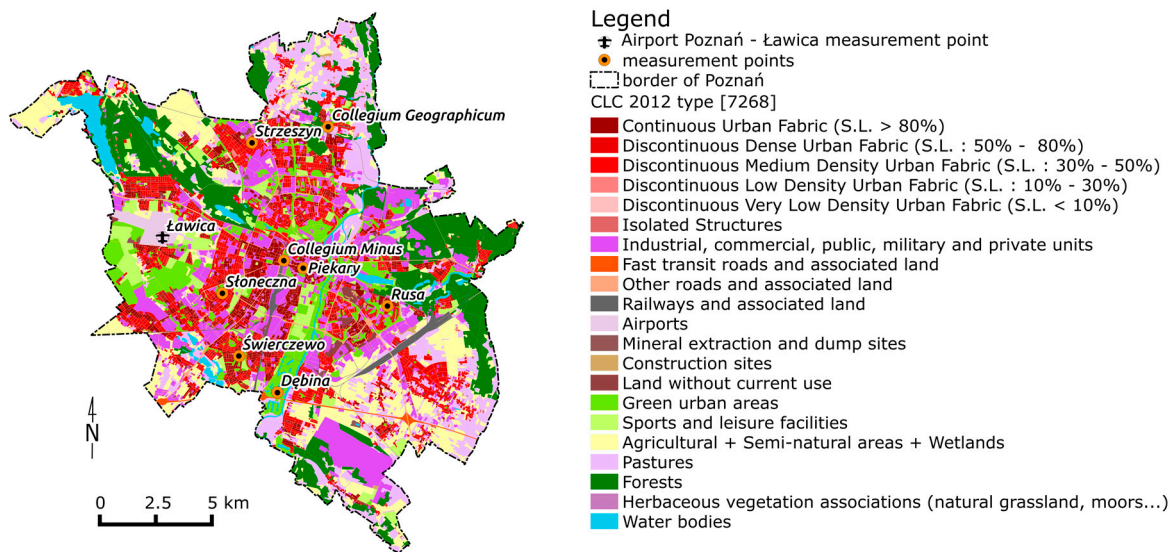 Collegium Geographicum
Strzeszyn
Ławica
Collegium Minus
Piekary
Słoneczna
Rusa
Świerczewo
Dębina
N
0 2.5 5 km
Legend
Airport Poznań - Ławica measurement point
measurement points
border of Poznań
CLC 2012 type [7268]
Continuous Urban Fabric (S.L. > 80%)
Discontinuous Dense Urban Fabric (S.L. : 50% - 80%)
Discontinuous Medium Density Urban Fabric (S.L. : 30% - 50%)
Discontinuous Low Density Urban Fabric (S.L. : 10% - 30%)
Discontinuous Very Low Density Urban Fabric (S.L. < 10%)
Isolated Structures
Industrial, commercial, public, military and private units
Fast transit roads and associated land
Other roads and associated land
Railways and associated land
Airports
Mineral extraction and dump sites
Construction sites
Land without current use
Green urban areas
Sports and leisure facilities
Agricultural + Semi-natural areas + Wetlands
Pastures
Forests
Herbaceous vegetation associations (natural grassland, moors...)
Water bodies